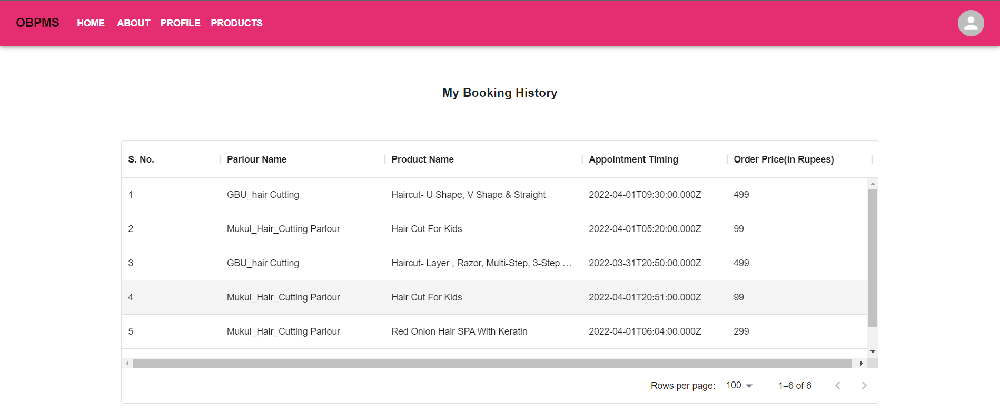 OBPMS HOME ABOUT PROFILE PRODUCTS
My Booking History
S. No. Parlour Name Product Name Appointment Timing Order Price(in Rupees)
1 GBU_hair Cutting Haircut- U Shape, V Shape & Straight 2022-04-01T09:30:00.000Z 499
2 Mukul_Hair_Cutting Parlour Hair Cut For Kids 2022-04-01T05:20:00.000Z 99
3 GBU_hair Cutting Haircut- Layer , Razor, Multi-Step, 3-Step … 2022-03-31T20:50:00.000Z 499
4 Mukul_Hair_Cutting Parlour Hair Cut For Kids 2022-04-01T20:51:00.000Z 99
5 Mukul_Hair_Cutting Parlour Red Onion Hair SPA With Keratin 2022-04-01T06:04:00.000Z 299
Rows per page: 100 1–6 of 6